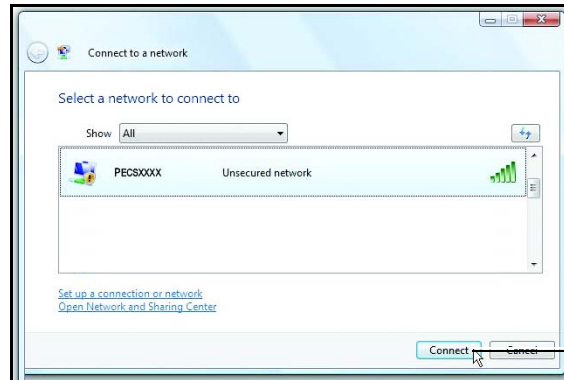 Connect to a network
Select a network to connect to
Show All
PECSXXXX Unsecured network
Set up a connection or network
Open Network and Sharing Center
Connect Cancel